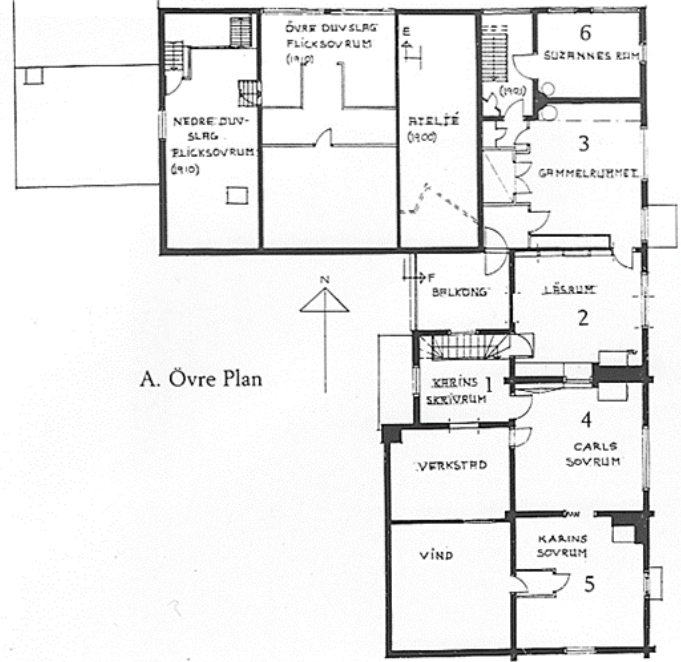 ÖVRE DUVSLAG
FLICKSOVRUM
(1910)
E
6
SUZANNES RUM
(1901)
NEDRE DUV-
SLAG
FLICKSOVRUM
(1910)
ATELJÉ
(1900)
3
GAMMELRUMMET
F
BALKONG
LÄSRUM
2
N
A. Övre Plan
KARINS
SKRIVRUM
1
4
CARLS
SOVRUM
VERKSTAD
VIND
KARINS
SOVRUM
5